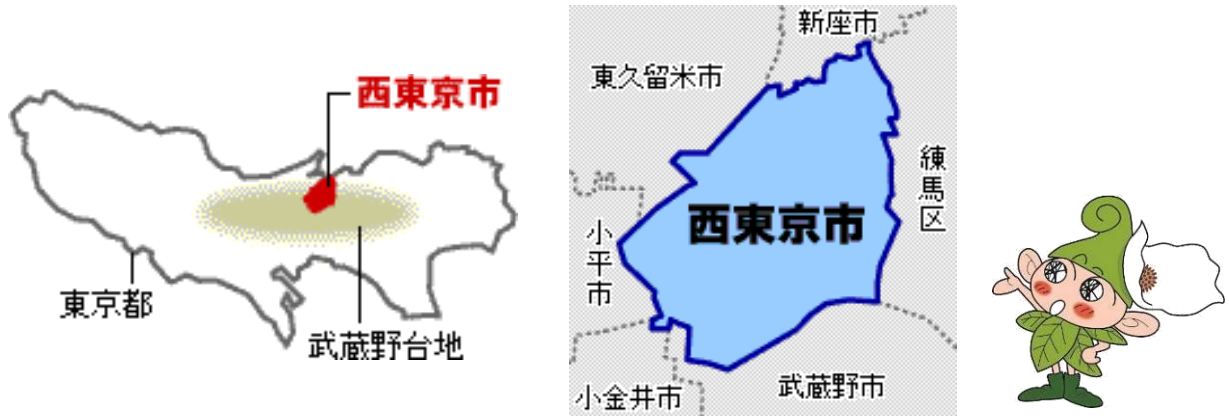 西東京市
東京都
武蔵野台地
新座市
東久留米市
練馬区
西東京市
小平市
小金井市
武蔵野市